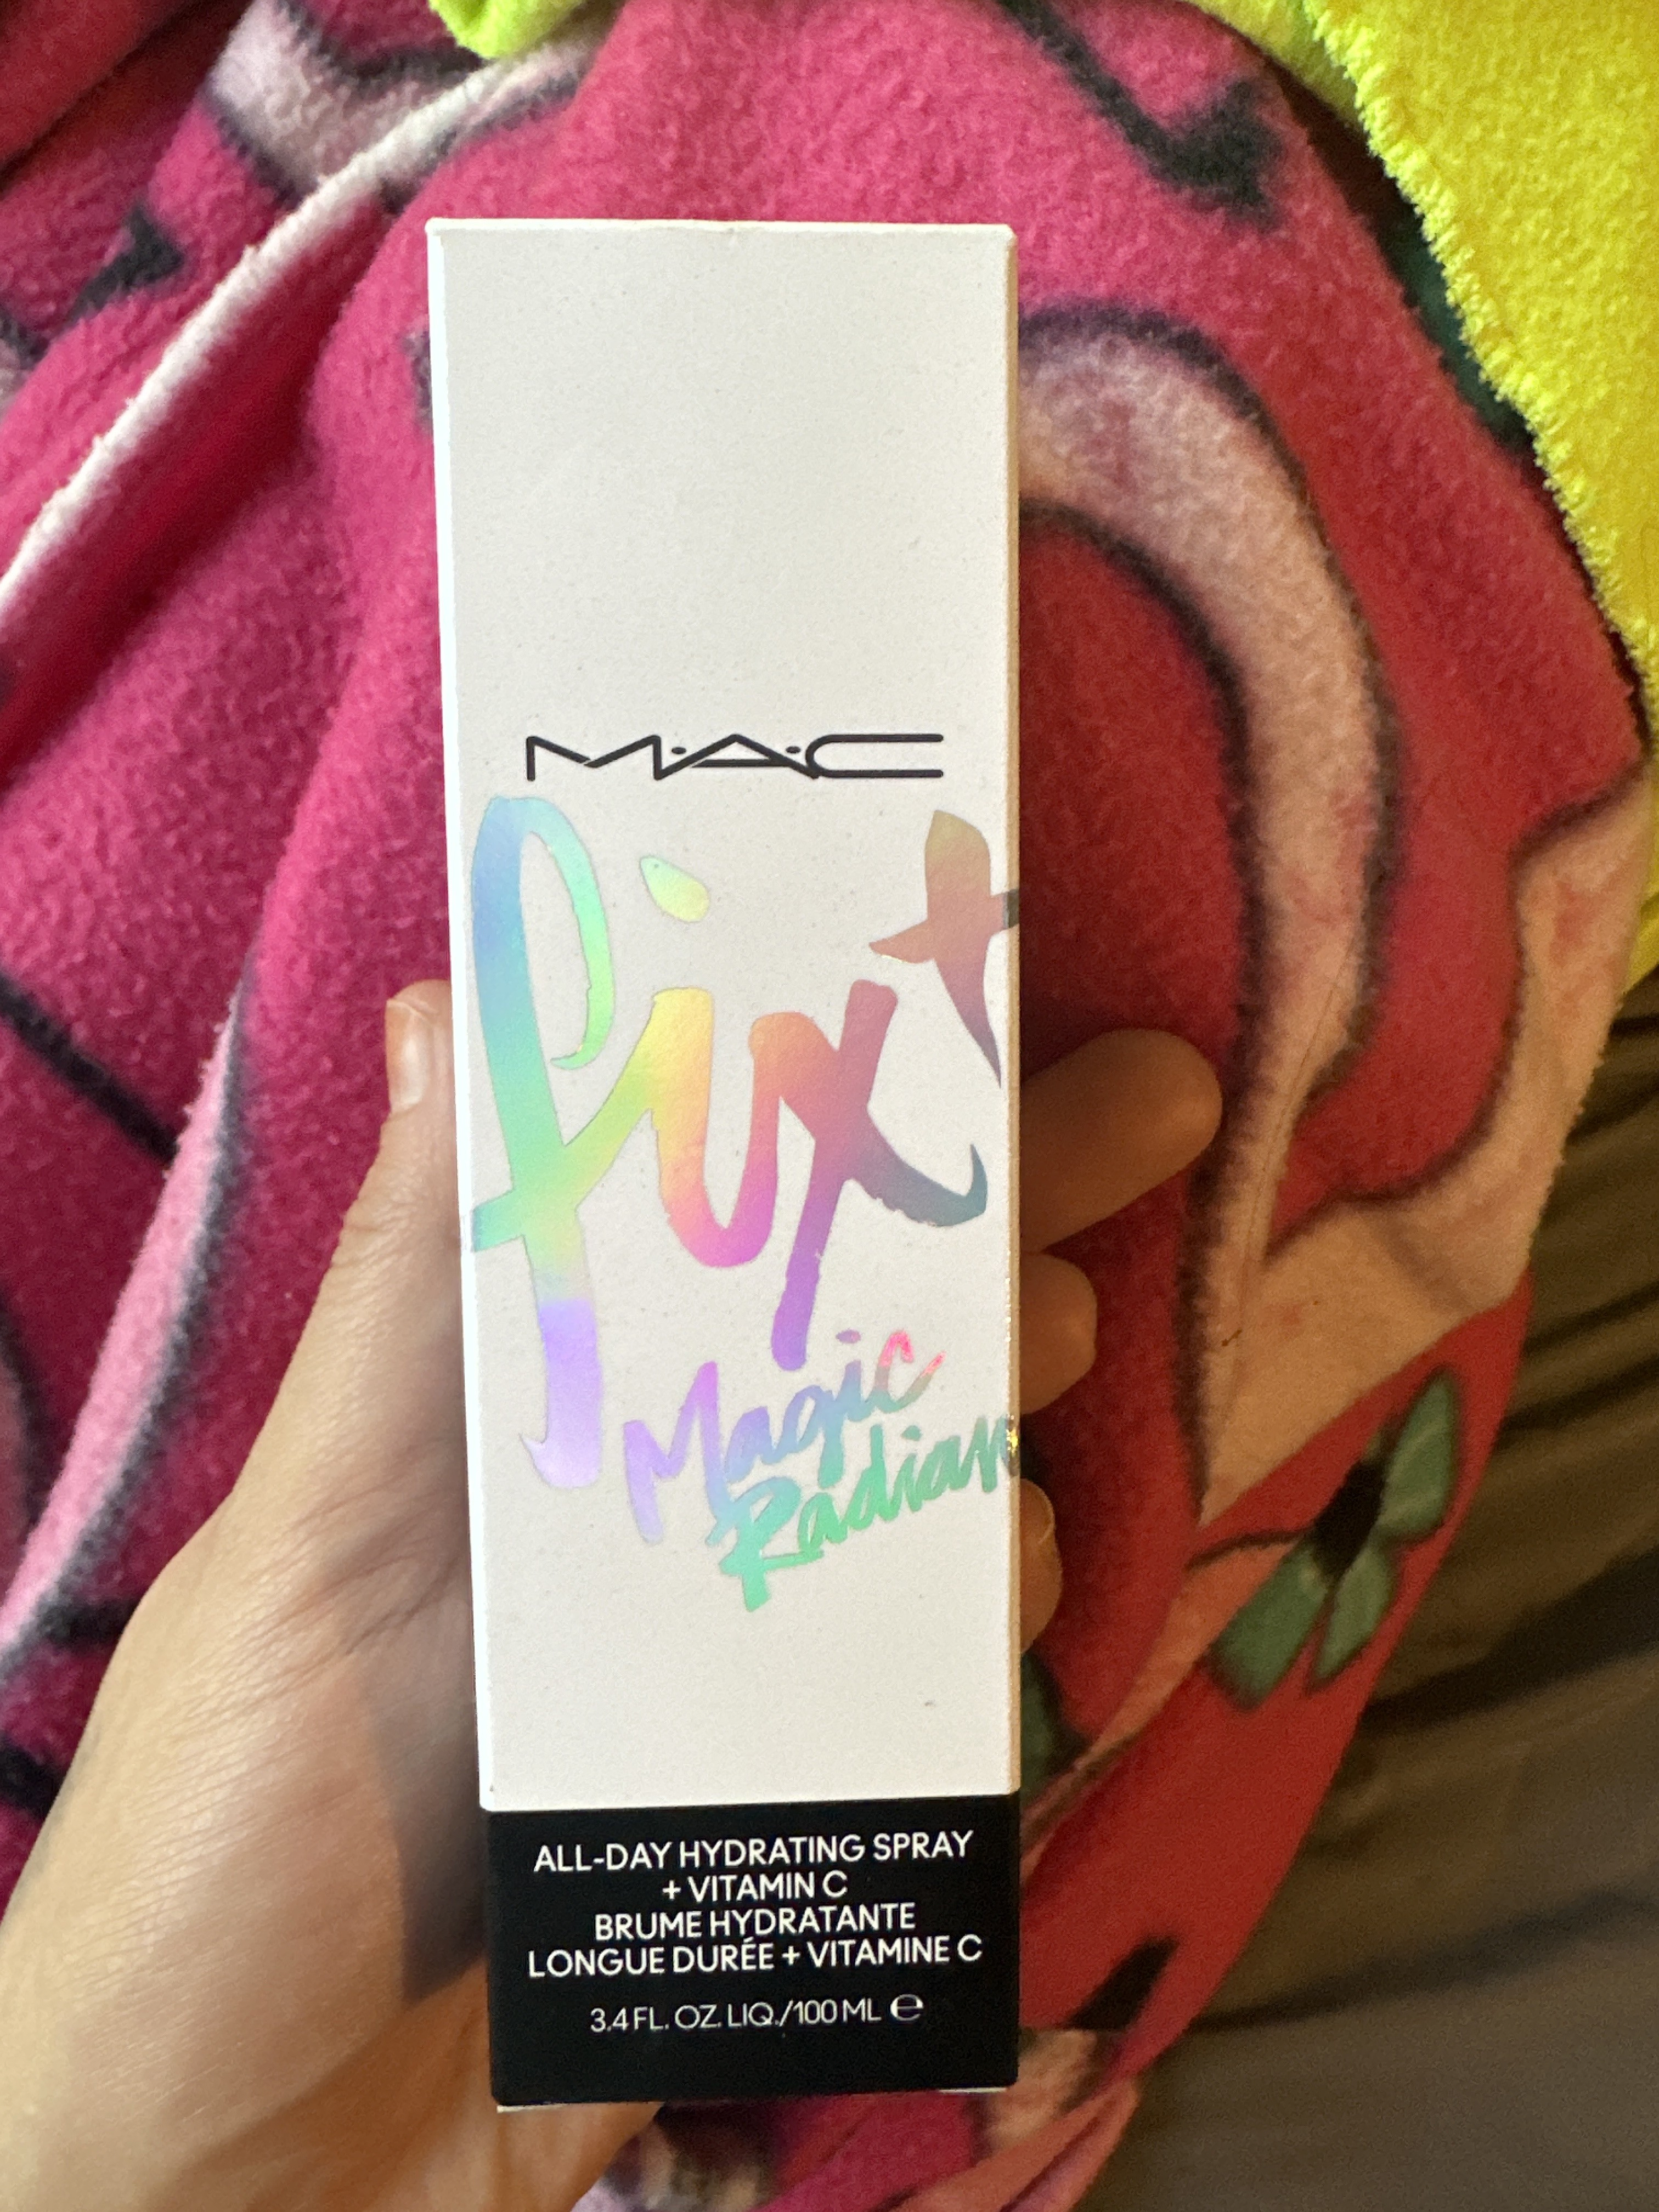 M·A·C
fix+
Magic
Radian
ALL-DAY HYDRATING SPRAY
+ VITAMIN C
BRUME HYDRATANTE
LONGUE DURÉE + VITAMINE C
3.4 FL. OZ. LIQ./100 ML ℮